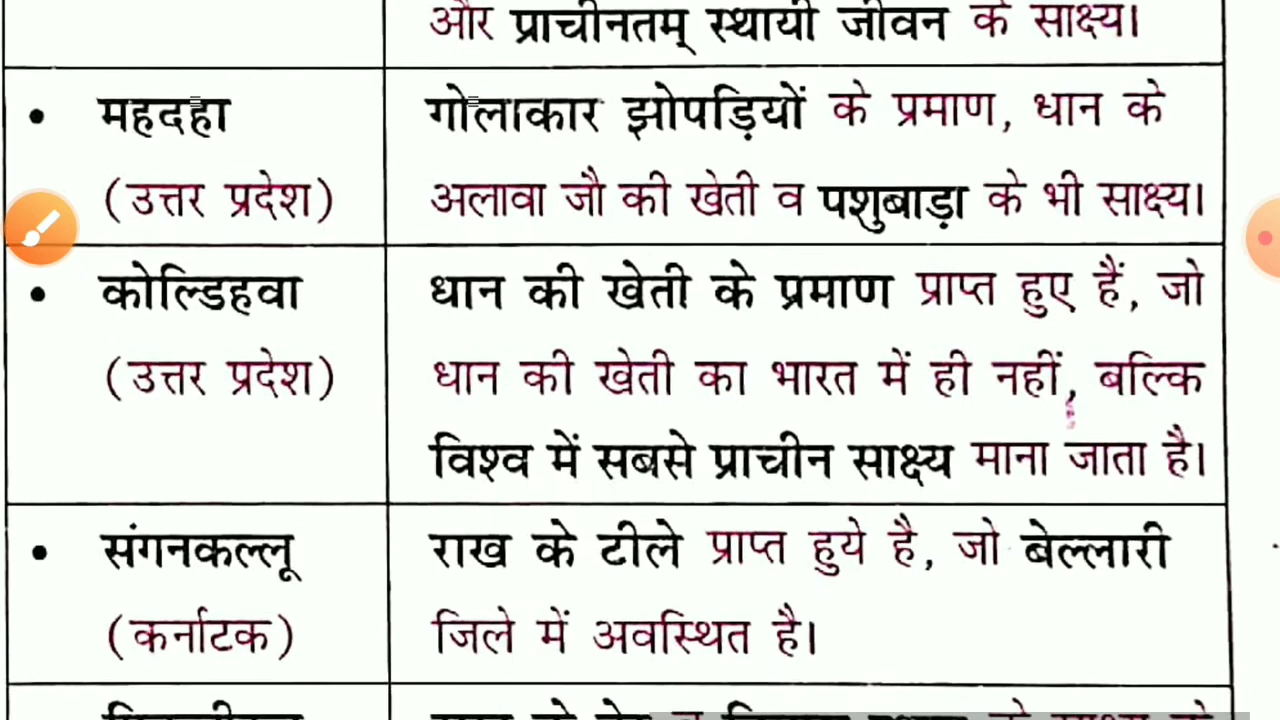 और प्राचीनतम् स्थायी जीवन के साक्ष्य।
• महदहा
(उत्तर प्रदेश)
गोलाकार झोपड़ियों के प्रमाण, धान के
अलावा जौ की खेती व पशुबाड़ा के भी साक्ष्य।
• कोल्डिहवा
(उत्तर प्रदेश)
धान की खेती के प्रमाण प्राप्त हुए हैं, जो
धान की खेती का भारत में ही नहीं, बल्कि
विश्व में सबसे प्राचीन साक्ष्य माना जाता है।
• संगनकल्लू
(कर्नाटक)
राख के टीले प्राप्त हुये है, जो बेल्लारी
जिले में अवस्थित है।